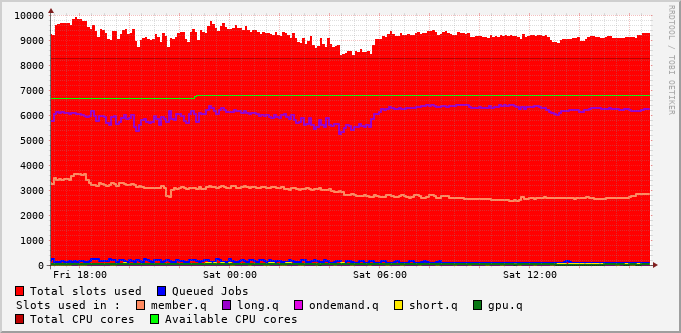 10000
9000
8000
7000
6000
5000
4000
3000
2000
1000
0
Fri 18:00 Sat 00:00 Sat 06:00 Sat 12:00
RRDTOOL / TOBI OETIKER
Total slots used Queued Jobs
Slots used in : member.q long.q ondemand.q short.q gpu.q
Total CPU cores Available CPU cores